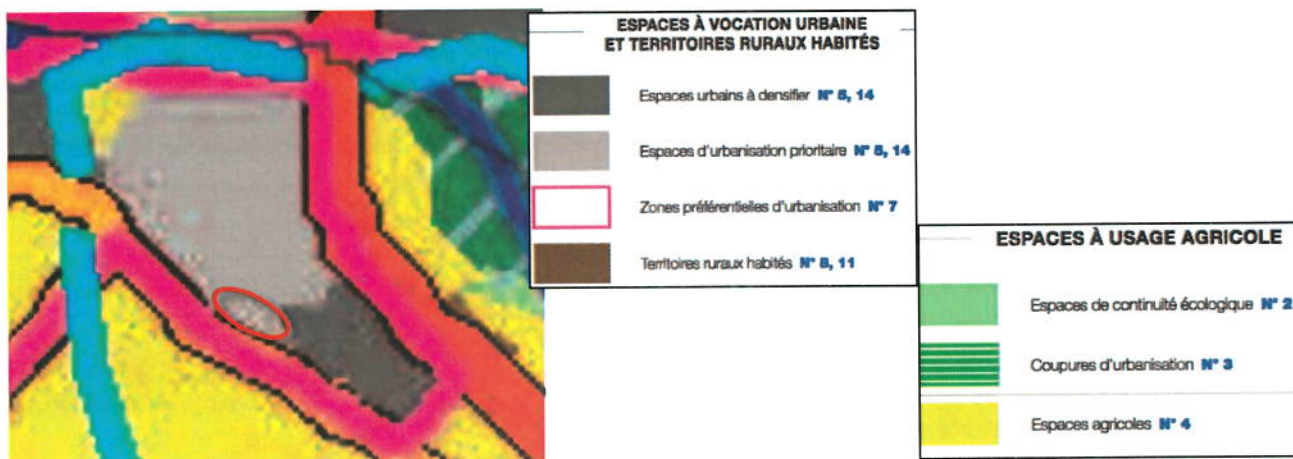 ESPACES À VOCATION URBAINE
ET TERRITOIRES RURAUX HABITÉS
Espaces urbains à densifier N° 5, 14
Espaces d'urbanisation prioritaire N° 5, 14
Zones préférentielles d'urbanisation N° 7
Territoires ruraux habités N° 8, 11
ESPACES À USAGE AGRICOLE
Espaces de continuité écologique N° 2
Coupures d'urbanisation N° 3
Espaces agricoles N° 4